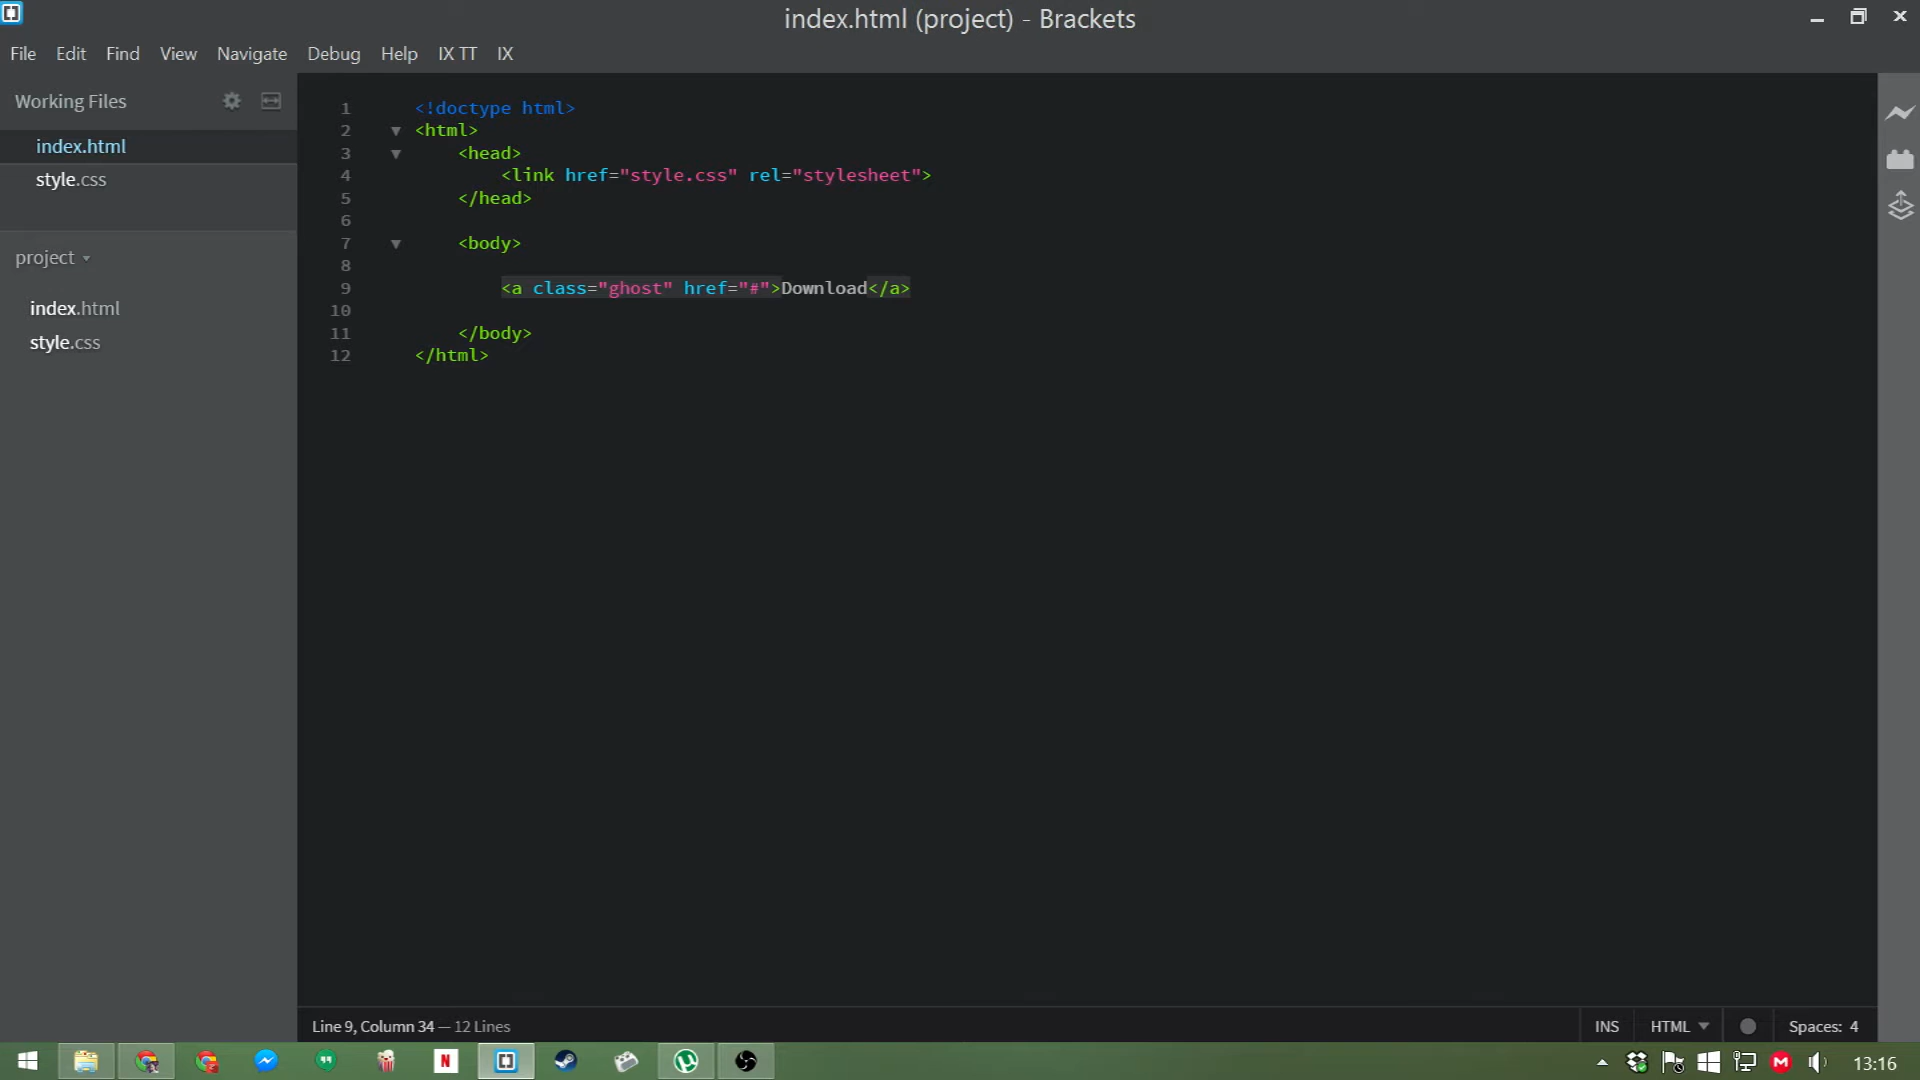 index.html (project) - Brackets
File Edit Find View Navigate Debug Help IX TT IX
Working Files
index.html
style.css
project
index.html
style.css
1 <!doctype html>
2 <html>
3 <head>
4 <link href="style.css" rel="stylesheet">
5 </head>
6
7 <body>
8
9 <a class="ghost" href="#">Download</a>
10
11 </body>
12 </html>
Line 9, Column 34 — 12 Lines
INS HTML Spaces: 4
N
M
13:16